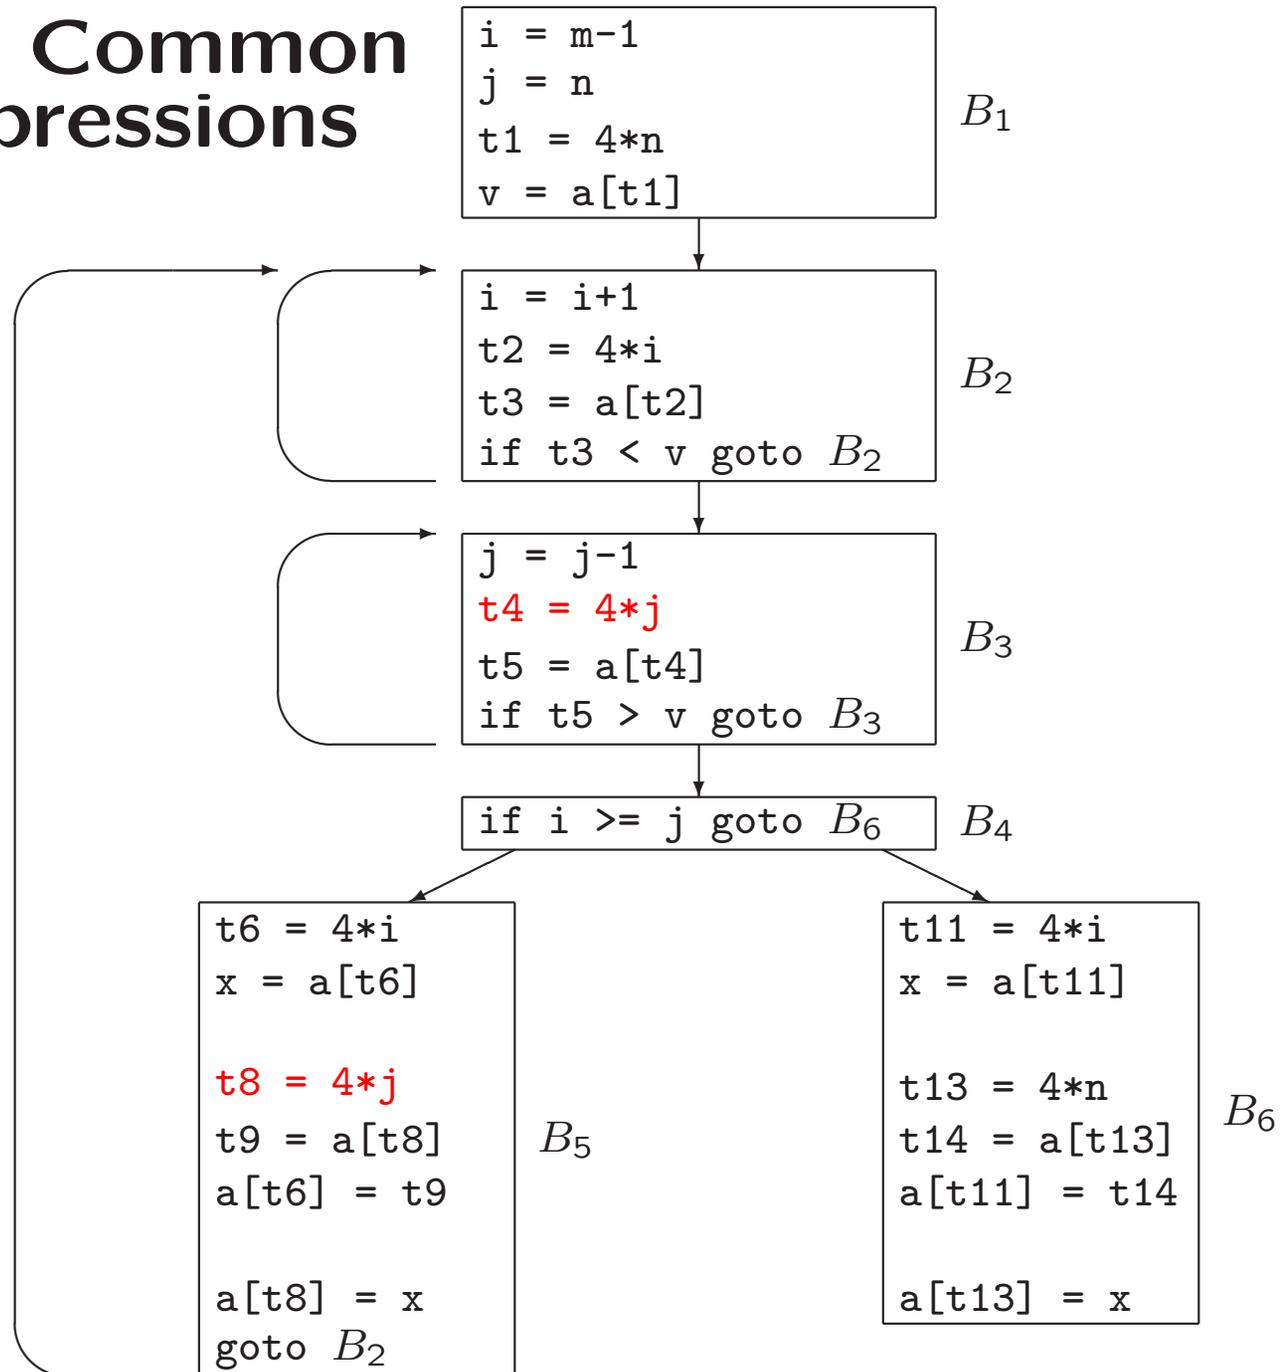 Common
pressions
i = m-1
j = n
t1 = 4*n
v = a[t1]
B1
i = i+1
t2 = 4*i
t3 = a[t2]
if t3 < v goto B2
B2
j = j-1
t4 = 4*j
t5 = a[t4]
if t5 > v goto B3
B3
if i >= j goto B6
B4
t6 = 4*i
x = a[t6]
t8 = 4*j
t9 = a[t8]
a[t6] = t9
a[t8] = x
goto B2
B5
t11 = 4*i
x = a[t11]
t13 = 4*n
t14 = a[t13]
a[t11] = t14
a[t13] = x
B6